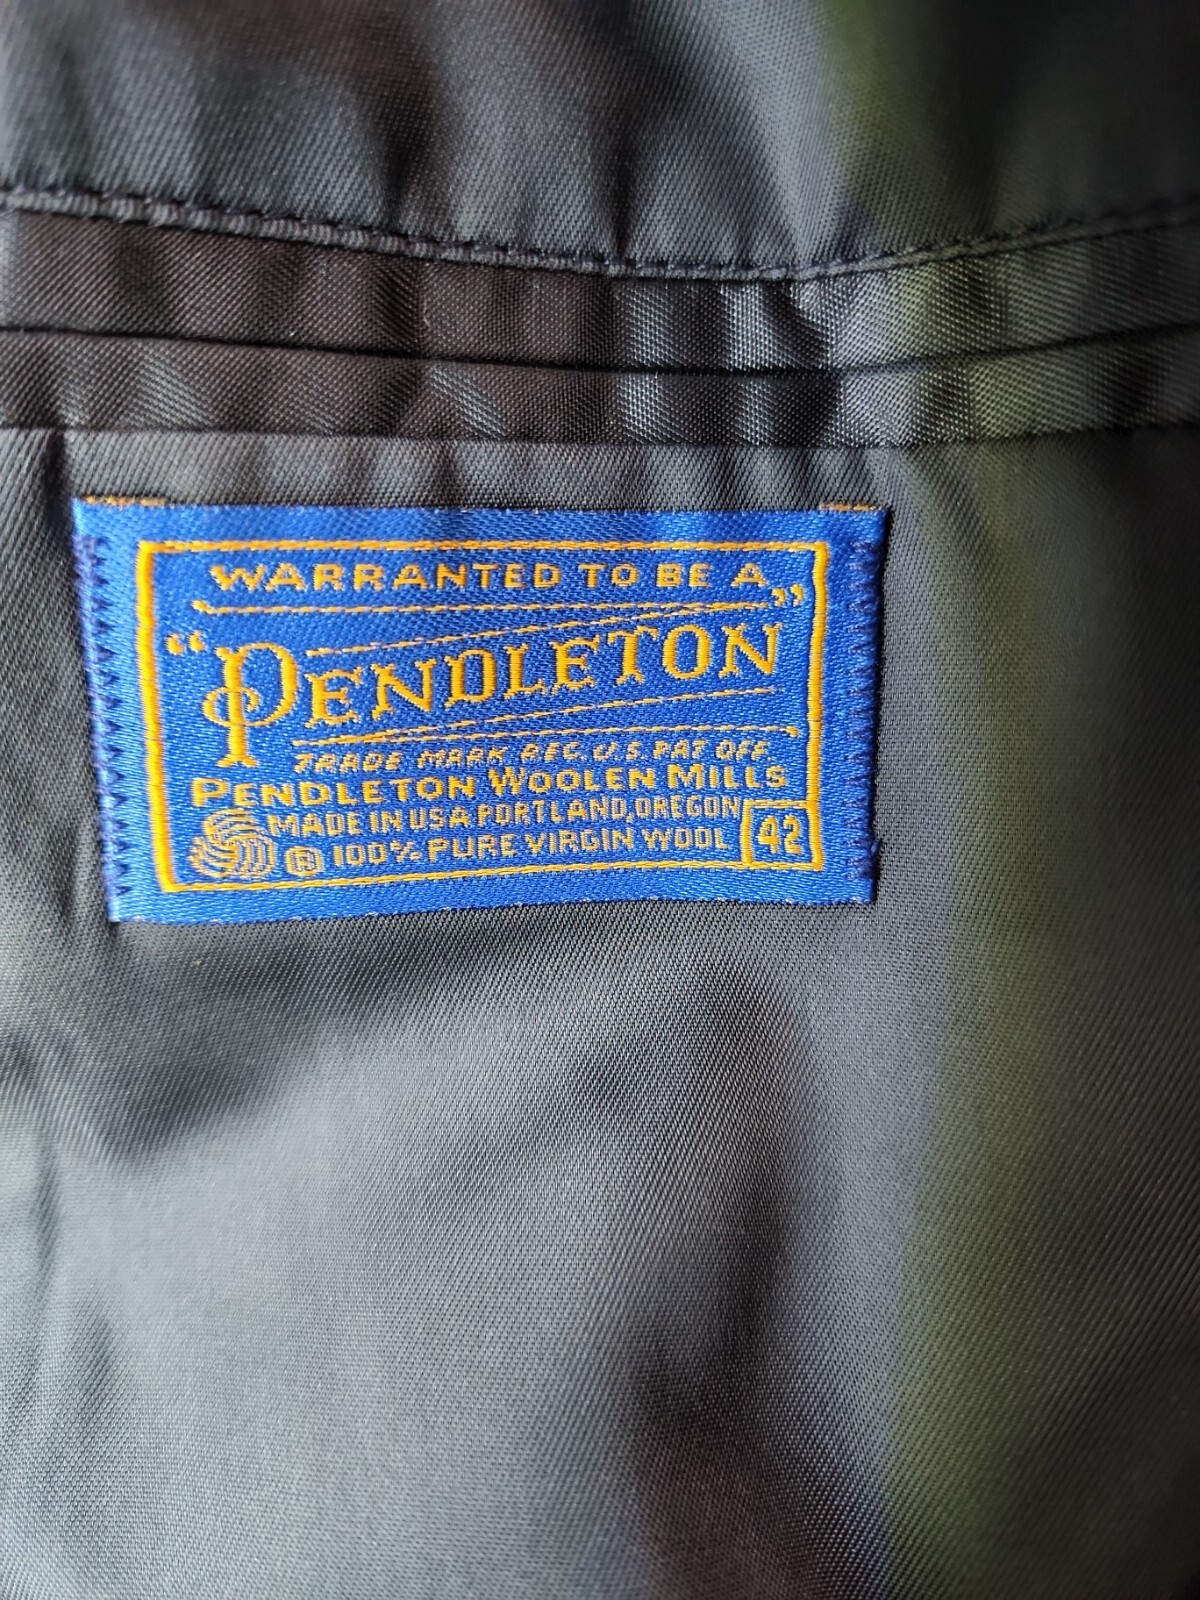 WARRANTED TO BE A
"PENDLETON"
TRADE MARK REG. U.S. PAT OFF.
PENDLETON WOOLEN MILLS
MADE IN USA PORTLAND, OREGON
® 100% PURE VIRGIN WOOL
42